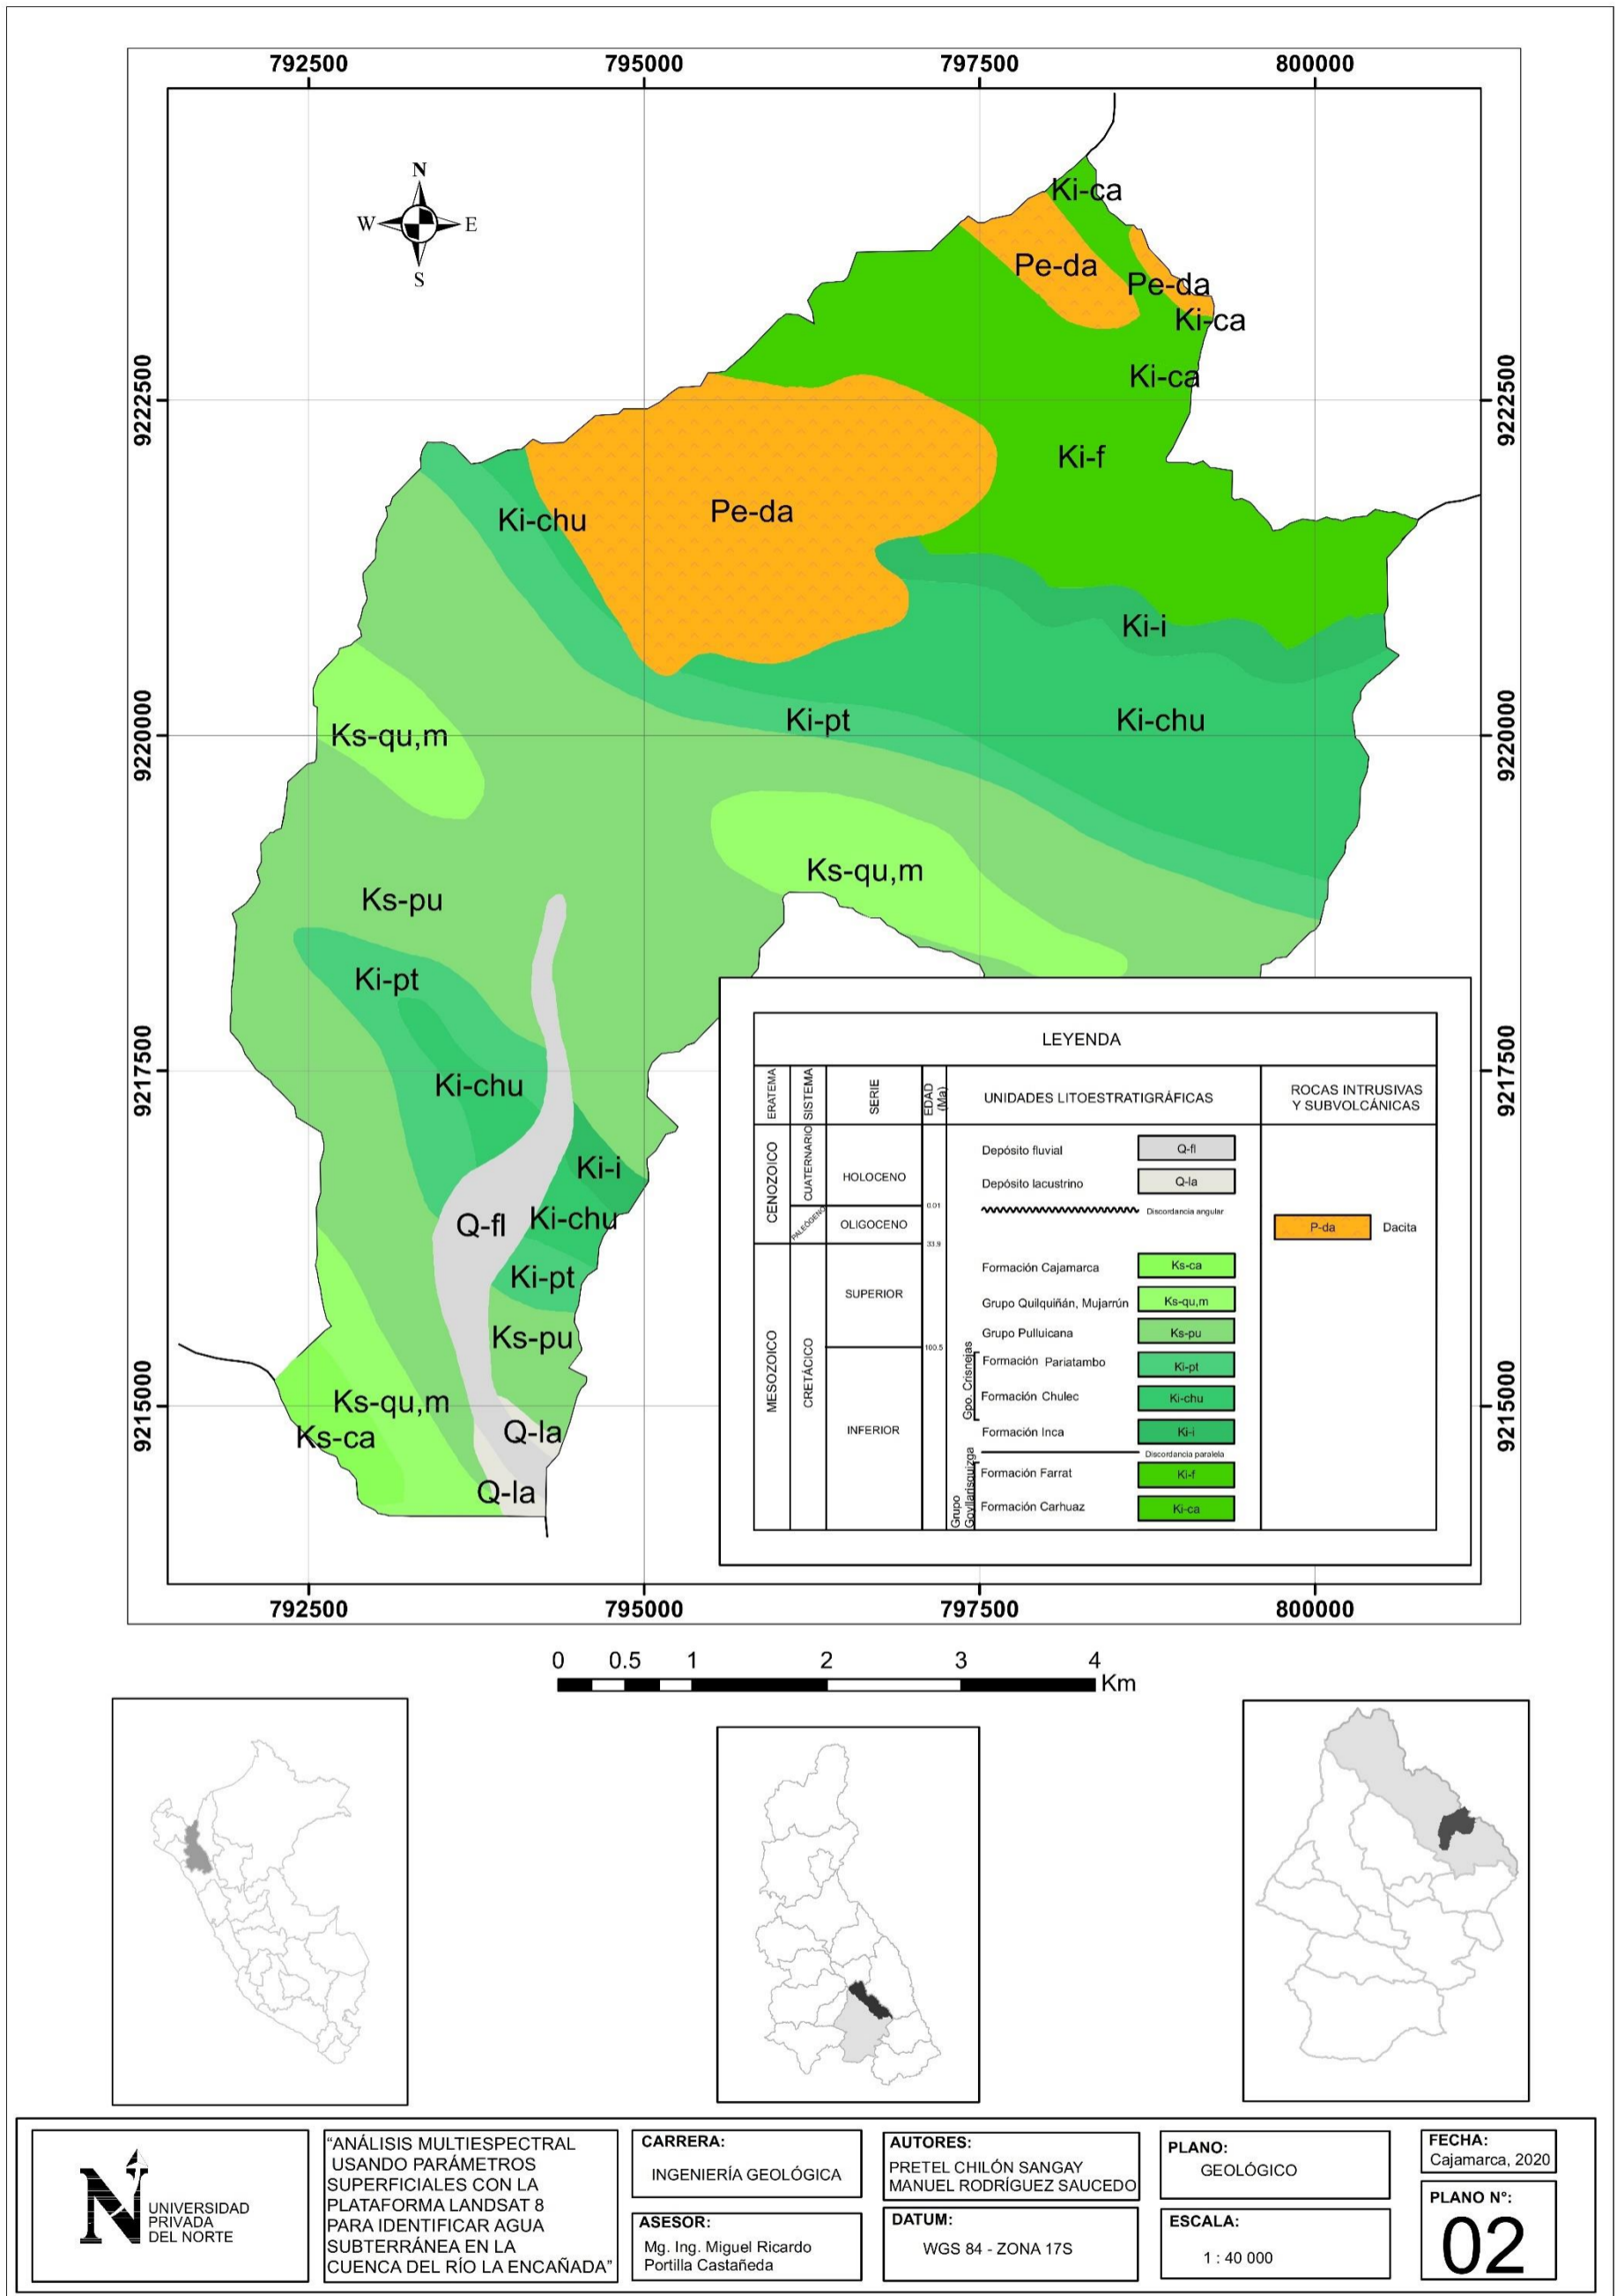 792500 795000 797500 800000
N
W E
S
Ki-ca
Pe-da
Pe-da
Ki-ca
Ki-ca
9222500 9222500
Ki-f
Pe-da
Ki-chu
Ki-i
Ki-pt
Ki-chu
9220000 9220000
Ks-qu,m
Ks-qu,m
Ks-pu
Ki-pt
9217500 9217500
Ki-chu
Ki-i
Ki-chu
Q-fl
Ki-pt
Ks-pu
9215000 9215000
Ks-qu,m
Ks-ca
Q-la
Q-la
LEYENDA
ERATEMA
SISTEMA
SERIE
EDAD
(Ma)
UNIDADES LITOESTRATIGRÁFICAS
ROCAS INTRUSIVAS
Y SUBVOLCÁNICAS
CENOZOICO
CUATERNARIO
PALEÓGENO
HOLOCENO
0.01
OLIGOCENO
33.9
MESOZOICO
CRETÁCICO
SUPERIOR
100.5
INFERIOR
Depósito fluvial Q-fl
Depósito lacustrino Q-la
Discordancia angular
P-da Dacita
Formación Cajamarca Ks-ca
Grupo Quilquiñán, Mujarrún Ks-qu,m
Grupo Pulluicana Ks-pu
Gpo. Crisnejas
Formación Pariatambo Ki-pt
Formación Chulec Ki-chu
Formación Inca Ki-i
Discordancia paralela
Grupo
Goyllarisquizga
Formación Farrat Ki-f
Formación Carhuaz Ki-ca
792500 795000 797500 800000
0 0.5 1 2 3 4
Km
UNIVERSIDAD
PRIVADA
DEL NORTE
“ANÁLISIS MULTIESPECTRAL
USANDO PARÁMETROS
SUPERFICIALES CON LA
PLATAFORMA LANDSAT 8
PARA IDENTIFICAR AGUA
SUBTERRÁNEA EN LA
CUENCA DEL RÍO LA ENCAÑADA”
CARRERA:
INGENIERÍA GEOLÓGICA
ASESOR:
Mg. Ing. Miguel Ricardo
Portilla Castañeda
AUTORES:
PRETEL CHILÓN SANGAY
MANUEL RODRÍGUEZ SAUCEDO
DATUM:
WGS 84 - ZONA 17S
PLANO:
GEOLÓGICO
ESCALA:
1 : 40 000
FECHA:
Cajamarca, 2020
PLANO N°:
02